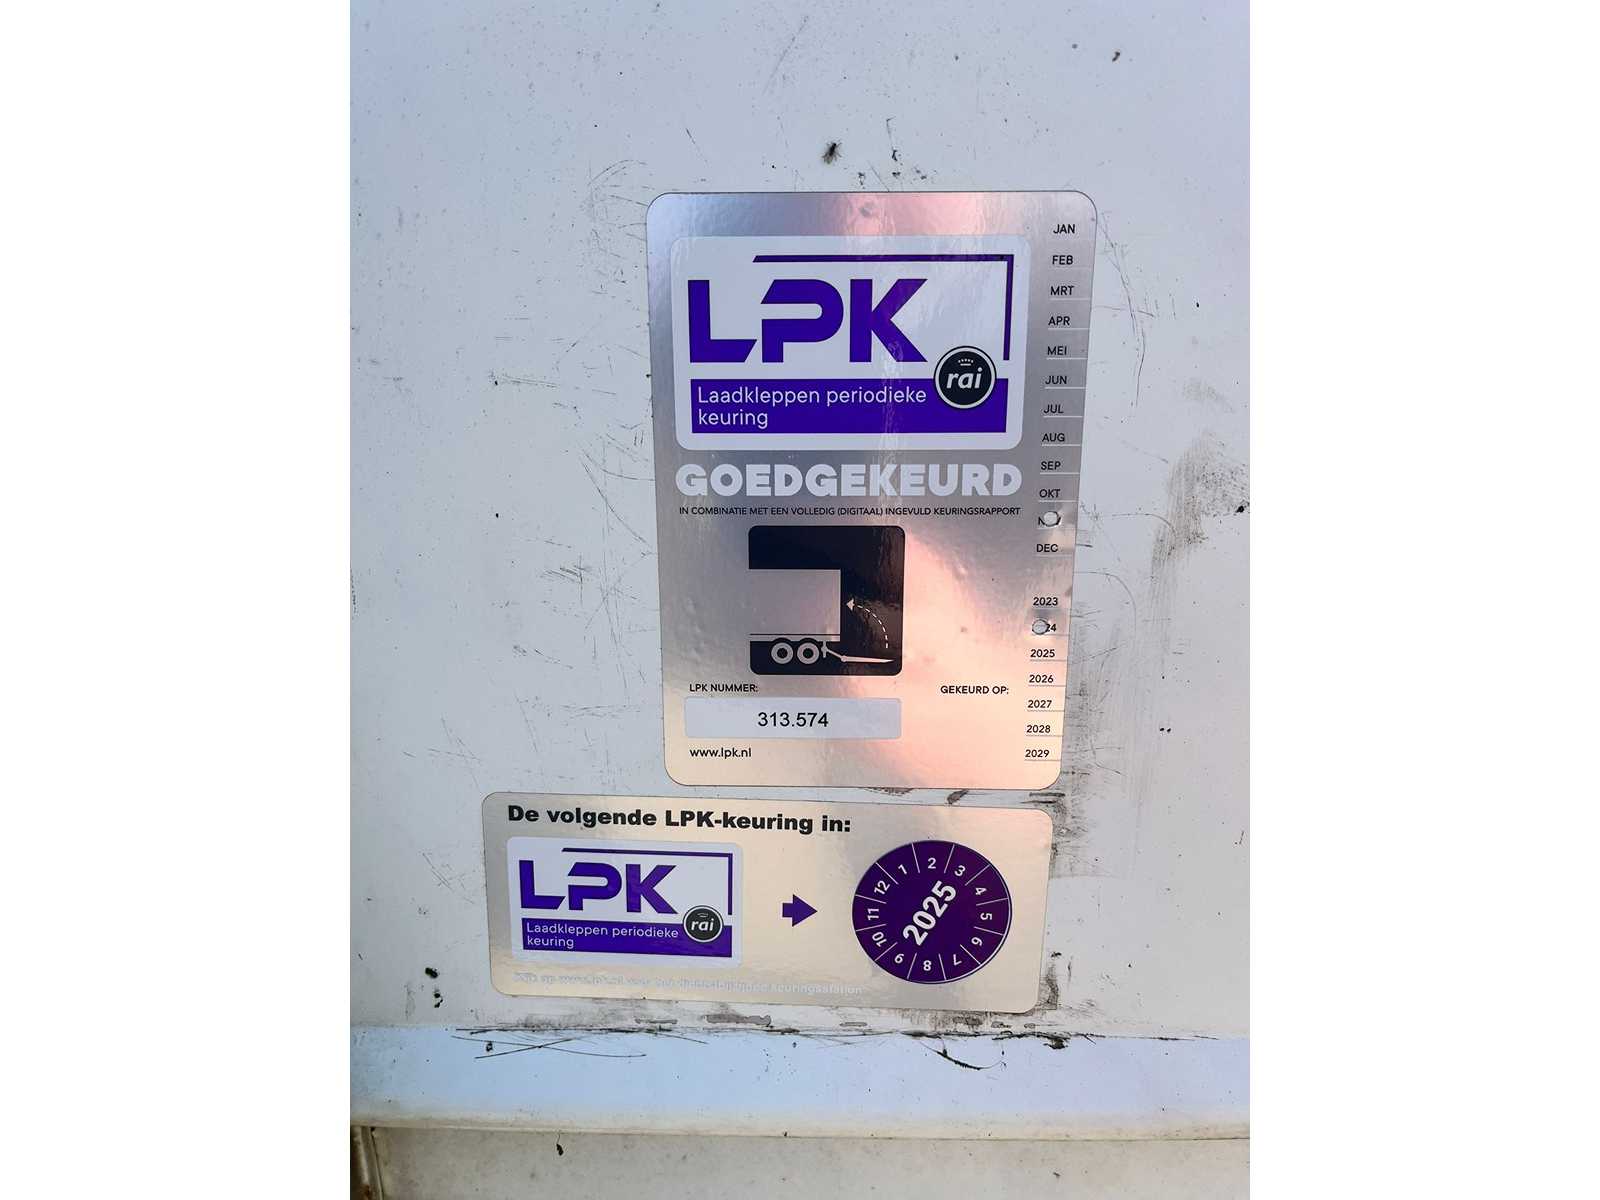 LPK
rai
Laadkleppen periodieke
keuring
GOEDGEKEURD
IN COMBINATIE MET EEN VOLLEDIG (DIGITAAL) INGEVULD KEURINGSRAPPORT
JAN
FEB
MRT
APR
MEI
JUN
JUL
AUG
SEP
OKT
DEC
2023
2025
2026
2027
2028
2029
LPK NUMMER:
GEKEURD OP:
313.574
www.lpk.nl
De volgende LPK-keuring in:
LPK
rai
Laadkleppen periodieke
keuring
2025
1 2 3 4 5 6 7 8 9 10 11 12